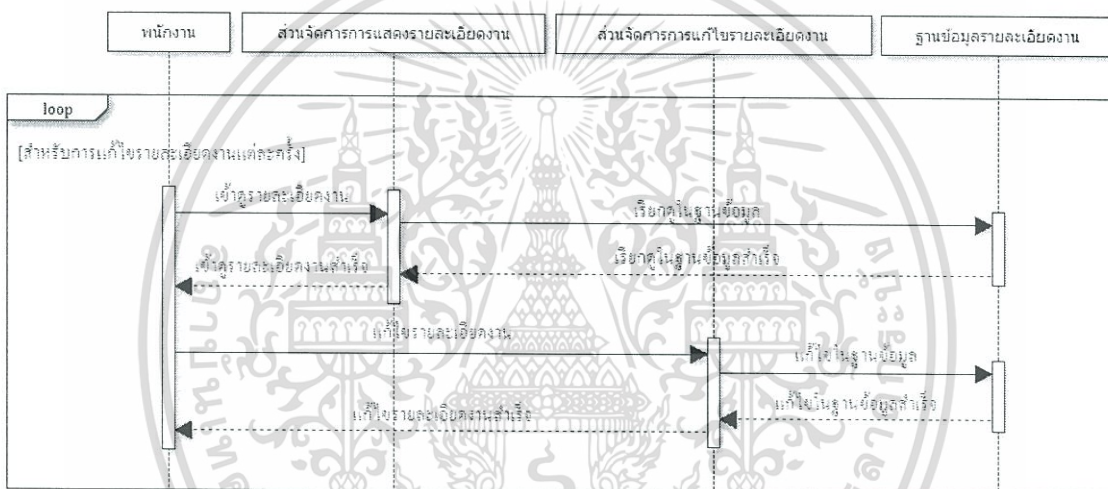 พนักงาน
ส่วนจัดการการแสดงรายละเอียดงาน
ส่วนจัดการการแก้ไขรายละเอียดงาน
ฐานข้อมูลรายละเอียดงาน
loop
[สำหรับการแก้ไขรายละเอียดงานแต่ละครั้ง]
เข้าดูรายละเอียดงาน
เรียกดูในฐานข้อมูล
เรียกดูในฐานข้อมูลสำเร็จ
เข้าดูรายละเอียดงานสำเร็จ
แก้ไขรายละเอียดงาน
แก้ไขในฐานข้อมูล
แก้ไขในฐานข้อมูลสำเร็จ
แก้ไขรายละเอียดงานสำเร็จ